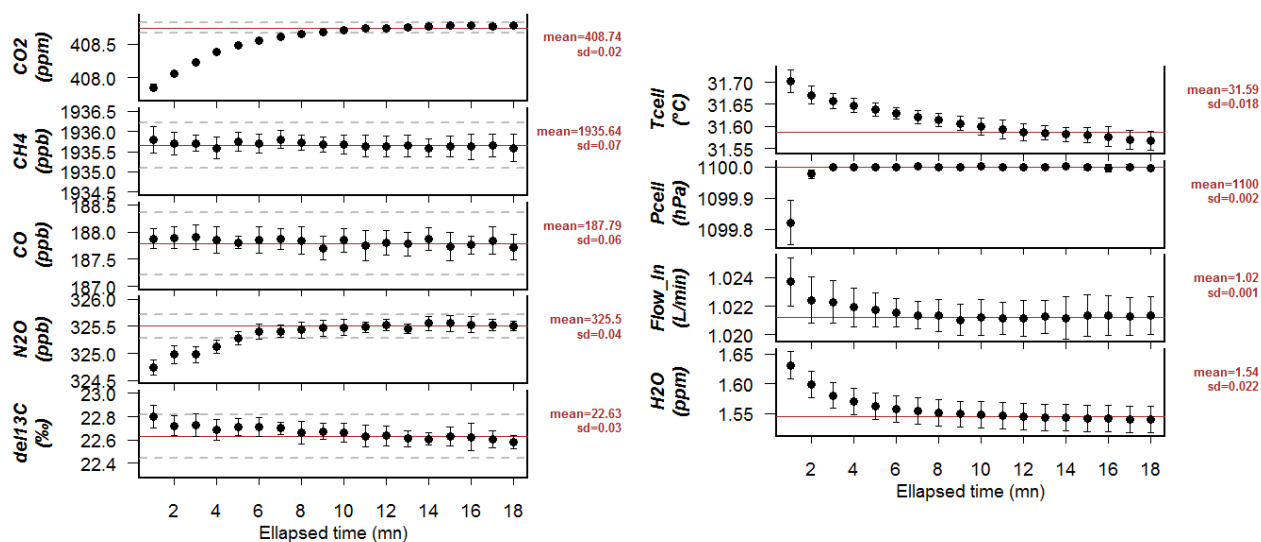 CO2
(ppm)
408.5
408.0
mean=408.74
sd=0.02
CH4
(ppb)
1936.5
1936.0
1935.5
1935.0
1934.5
mean=1935.64
sd=0.07
CO
(ppb)
188.5
188.0
187.5
187.0
mean=187.79
sd=0.06
N2O
(ppb)
326.0
325.5
325.0
324.5
mean=325.5
sd=0.04
del13C
(‰)
23.0
22.8
22.6
22.4
mean=22.63
sd=0.03
2 4 6 8 10 12 14 16 18
Ellapsed time (mn)
Tcell
(°C)
31.70
31.65
31.60
31.55
mean=31.59
sd=0.018
Pcell
(hPa)
1100.0
1099.9
1099.8
mean=1100
sd=0.002
Flow_In
(L/min)
1.024
1.022
1.020
mean=1.02
sd=0.001
H2O
(ppm)
1.65
1.60
1.55
mean=1.54
sd=0.022
2 4 6 8 10 12 14 16 18
Ellapsed time (mn)